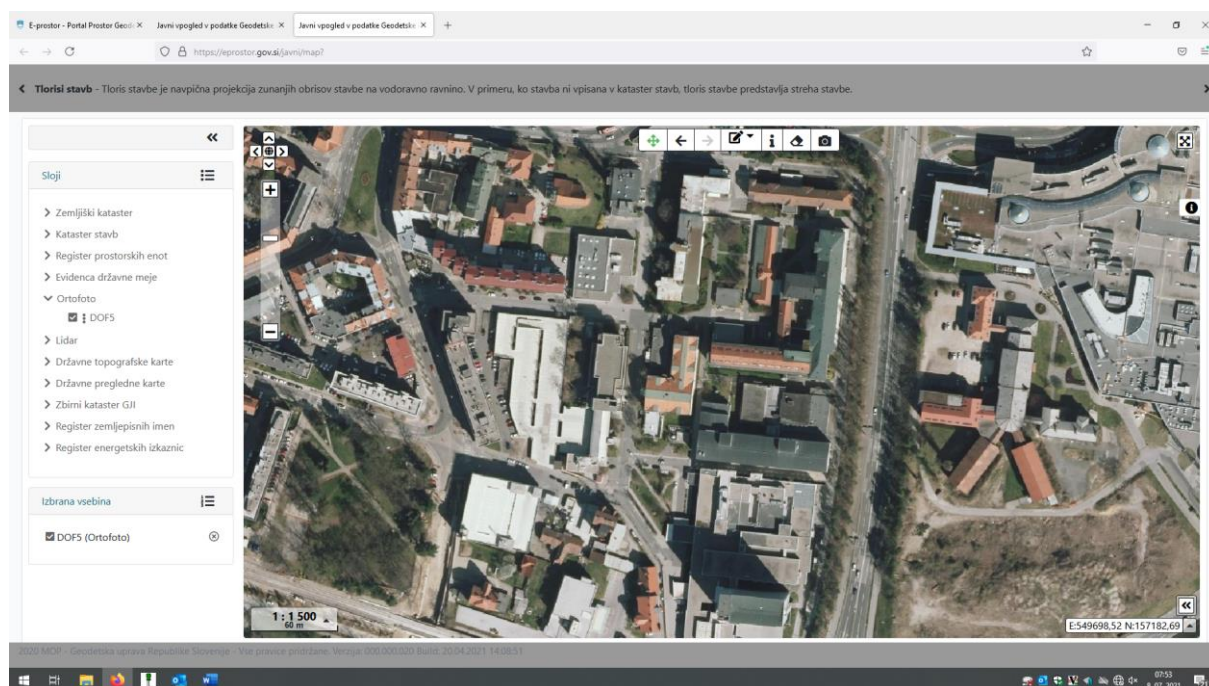 E-prostor - Portal Prostor Geod
Javni vpogled v podatke Geodetske
Javni vpogled v podatke Geodetske
https://eprostor.gov.si/javni/map?
Tlorisi stavb - Tloris stavbe je navpična projekcija zunanjih obrisov stavbe na vodoravno ravnino. V primeru, ko stavba ni vpisana v kataster stavb, tloris stavbe predstavlja streha stavbe.
Sloji
Zemljiški kataster
Kataster stavb
Register prostorskih enot
Evidenca državne meje
Ortofoto
DOF5
Lidar
Državne topografske karte
Državne pregledne karte
Zbirni kataster GJI
Register zemljepisnih imen
Register energetskih izkaznic
Izbrana vsebina
DOF5 (Ortofoto)
1 : 1 500
60 m
E:549698,52 N:157182,69
2020 MOP - Geodetska uprava Republike Slovenije - Vse pravice pridržane. Verzija: 000.000.020 Build: 20.04.2021 14:08:51
07:53
8. 07. 2021
21